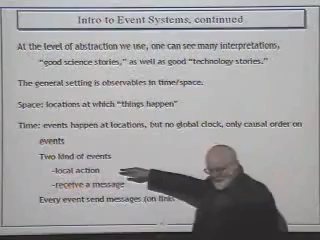 Intro to Event Systems, continued
At the level of abstraction we use, one can see many interpretations,
"good science stories," as well as good "technology stories."
The general setting is observables in time/space.
Space: locations at which "things happen"
Time: events happen at locations, but no global clock, only causal order on
events
Two kind of events
-local action
-receive a message
Every event send messages (on links